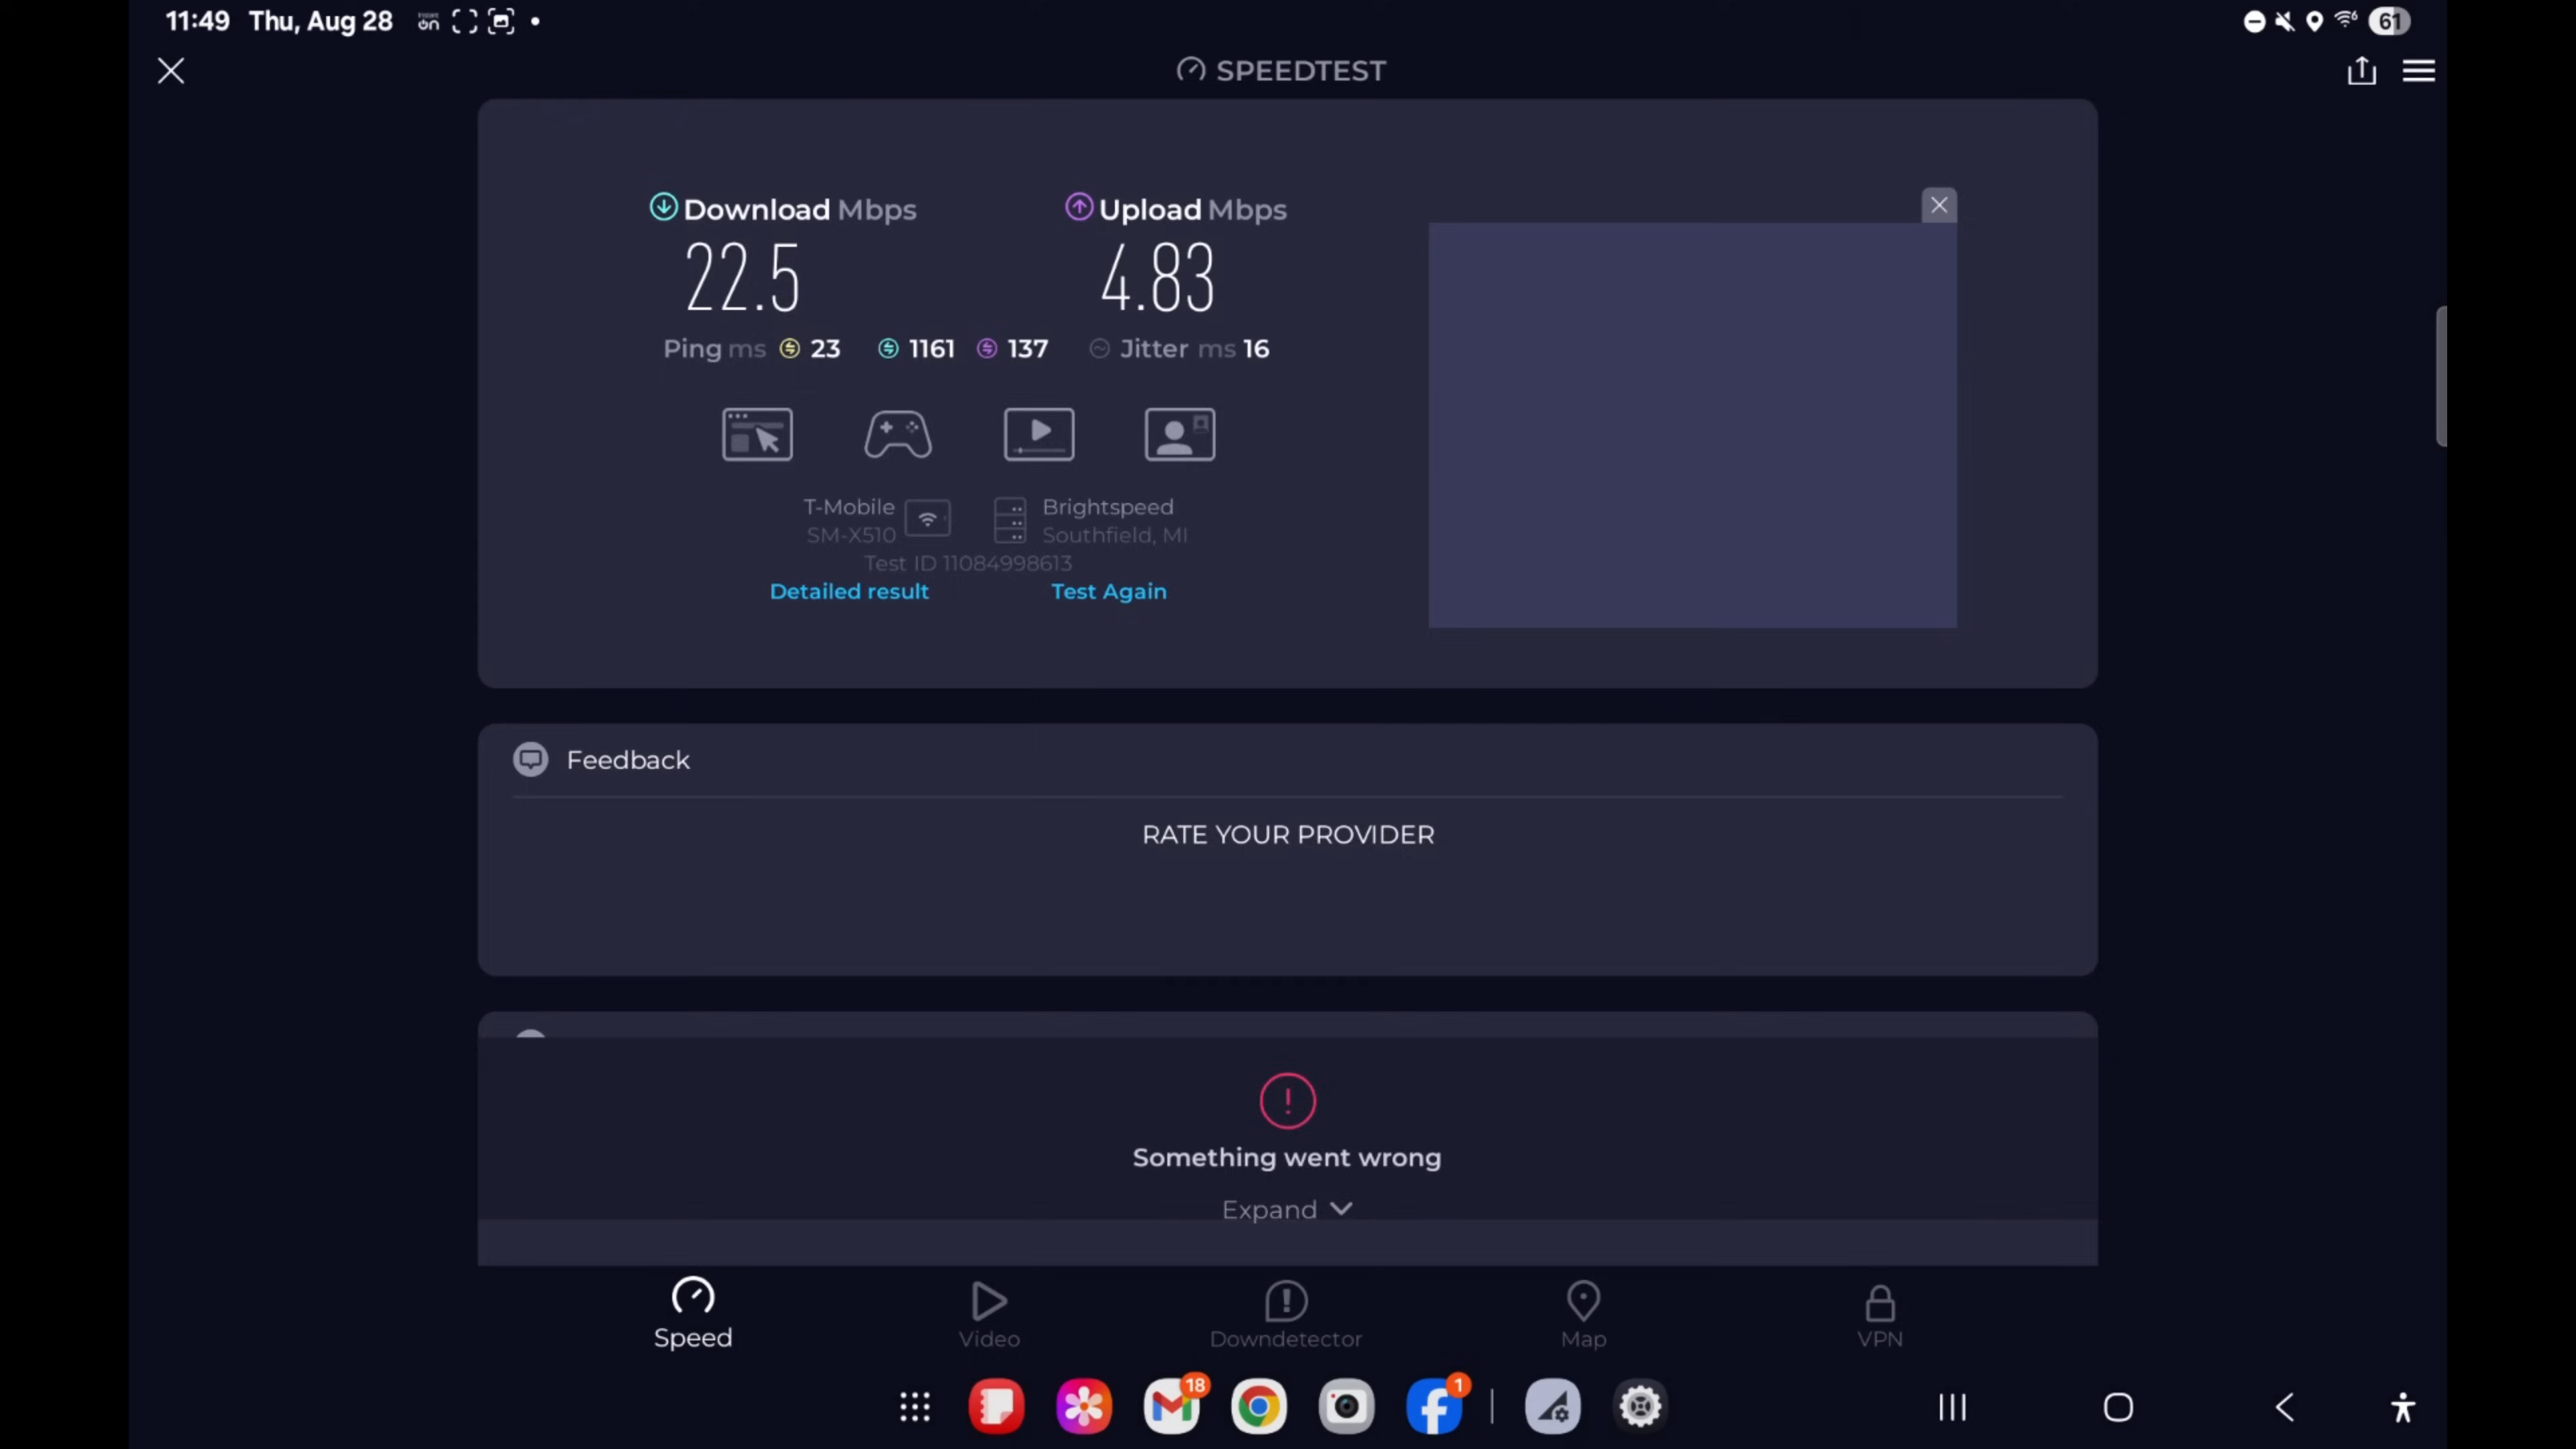 11:49 Thu, Aug 28
61
SPEEDTEST
Download Mbps
22.5
Upload Mbps
4.83
Ping ms 23 1161 137 Jitter ms 16
T-Mobile
SM-X510
Brightspeed
Southfield, MI
Test ID 11084998613
Detailed result
Test Again
Feedback
RATE YOUR PROVIDER
Something went wrong
Expand
Speed
Video
Downdetector
Map
VPN
18
1